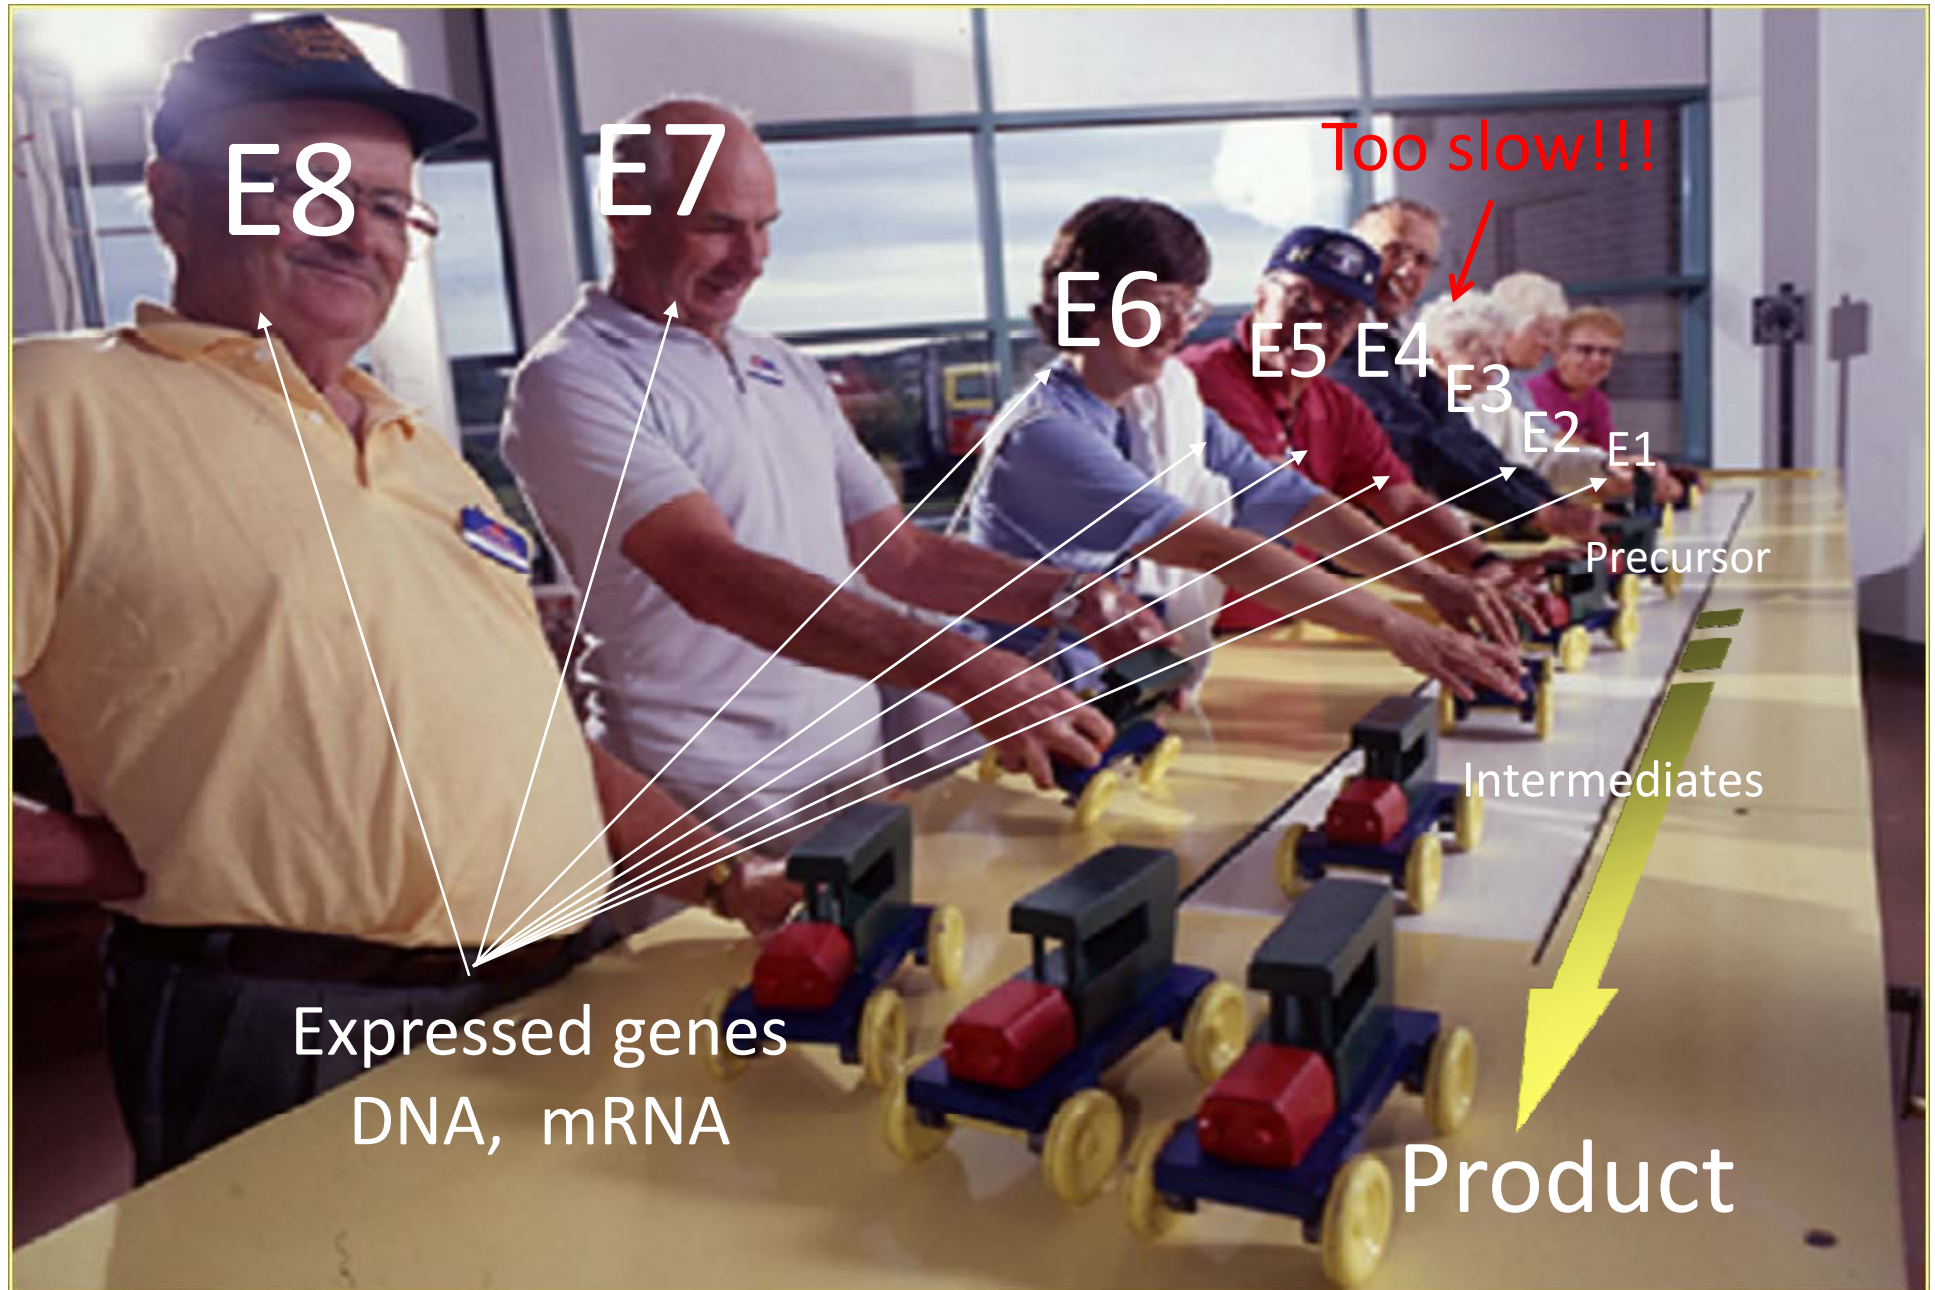 Too slow!!!
E8
E7
E6
E5
E4
E3
E2
E1
Precursor
Intermediates
Expressed genes
DNA, mRNA
Product